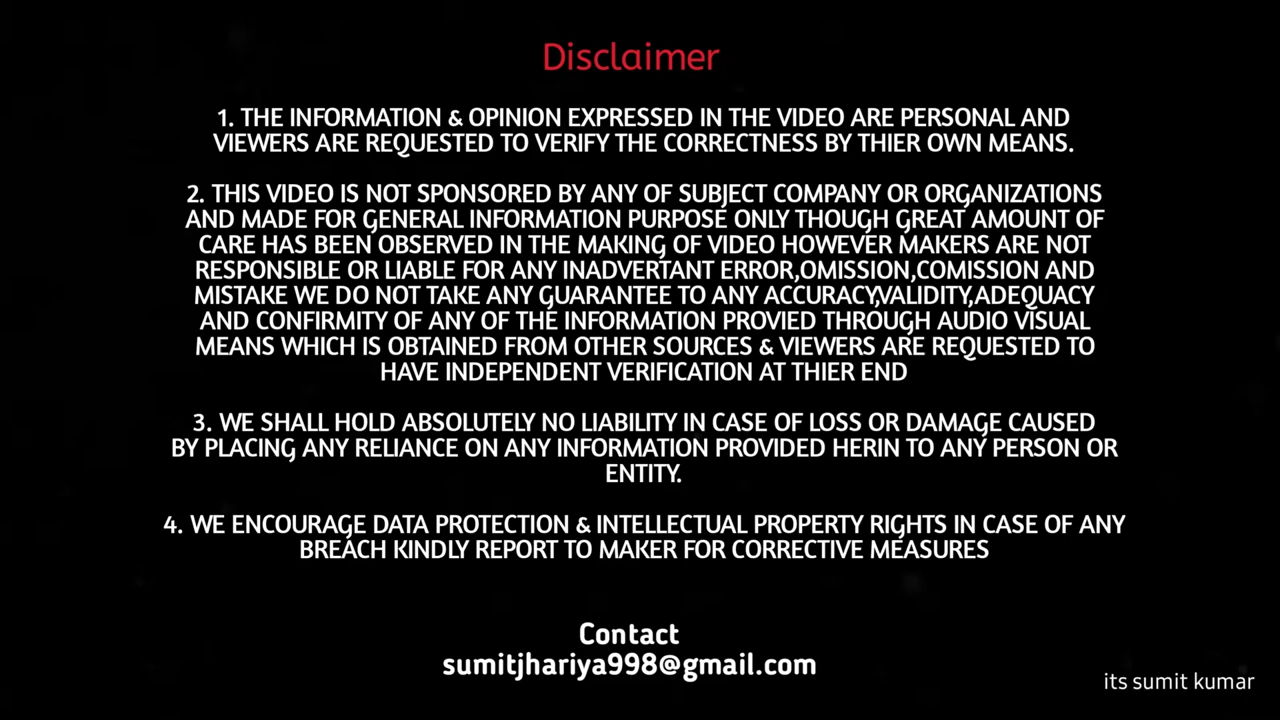 Disclaimer
1. THE INFORMATION & OPINION EXPRESSED IN THE VIDEO ARE PERSONAL AND
VIEWERS ARE REQUESTED TO VERIFY THE CORRECTNESS BY THIER OWN MEANS.
2. THIS VIDEO IS NOT SPONSORED BY ANY OF SUBJECT COMPANY OR ORGANIZATIONS
AND MADE FOR GENERAL INFORMATION PURPOSE ONLY THOUGH GREAT AMOUNT OF
CARE HAS BEEN OBSERVED IN THE MAKING OF VIDEO HOWEVER MAKERS ARE NOT
RESPONSIBLE OR LIABLE FOR ANY INADVERTANT ERROR,OMISSION,COMISSION AND
MISTAKE WE DO NOT TAKE ANY GUARANTEE TO ANY ACCURACY,VALIDITY,ADEQUACY
AND CONFIRMITY OF ANY OF THE INFORMATION PROVIED THROUGH AUDIO VISUAL
MEANS WHICH IS OBTAINED FROM OTHER SOURCES & VIEWERS ARE REQUESTED TO
HAVE INDEPENDENT VERIFICATION AT THIER END
3. WE SHALL HOLD ABSOLUTELY NO LIABILITY IN CASE OF LOSS OR DAMAGE CAUSED
BY PLACING ANY RELIANCE ON ANY INFORMATION PROVIDED HERIN TO ANY PERSON OR
ENTITY.
4. WE ENCOURAGE DATA PROTECTION & INTELLECTUAL PROPERTY RIGHTS IN CASE OF ANY
BREACH KINDLY REPORT TO MAKER FOR CORRECTIVE MEASURES
Contact
sumitjhariya998@gmail.com
its sumit kumar